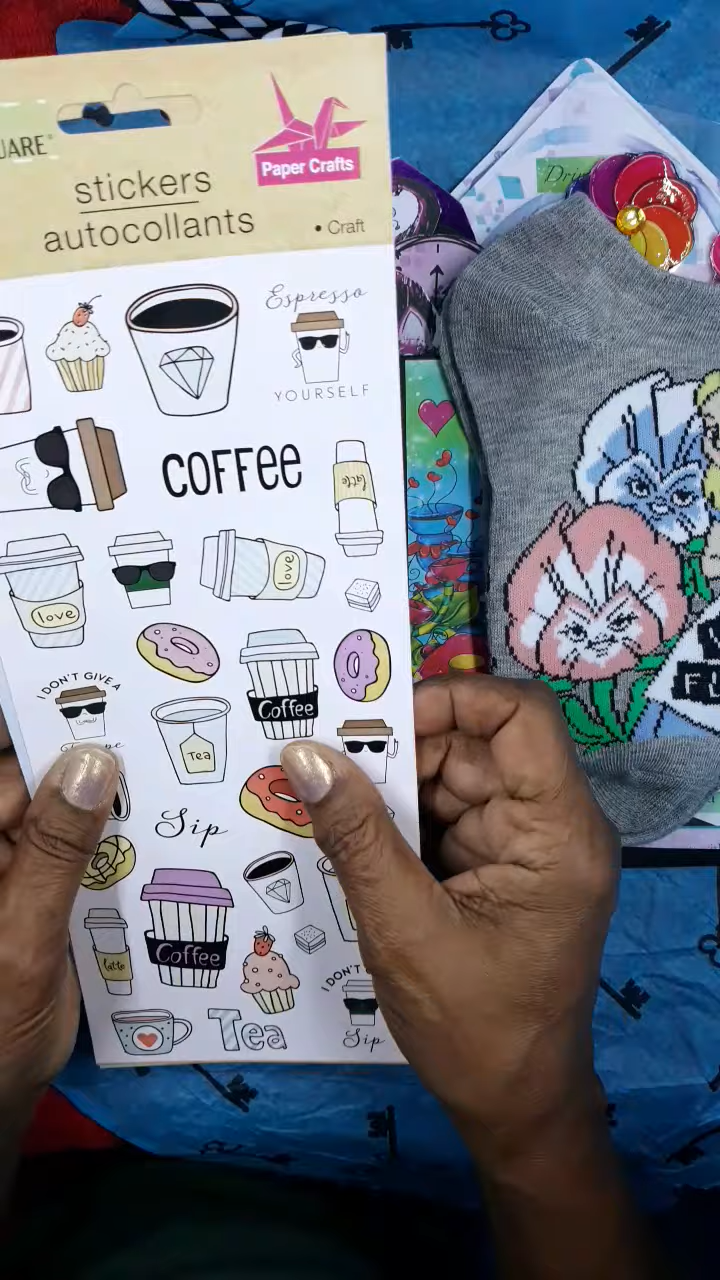 UARE®
Paper Crafts
stickers
autocollants
• Craft
Espresso
YOURSELF
COFFee
latte
love
love
I DON'T GIVE A
Coffee
Tea
Sip
Coffee
latte
I DON'T
Tea
Sip